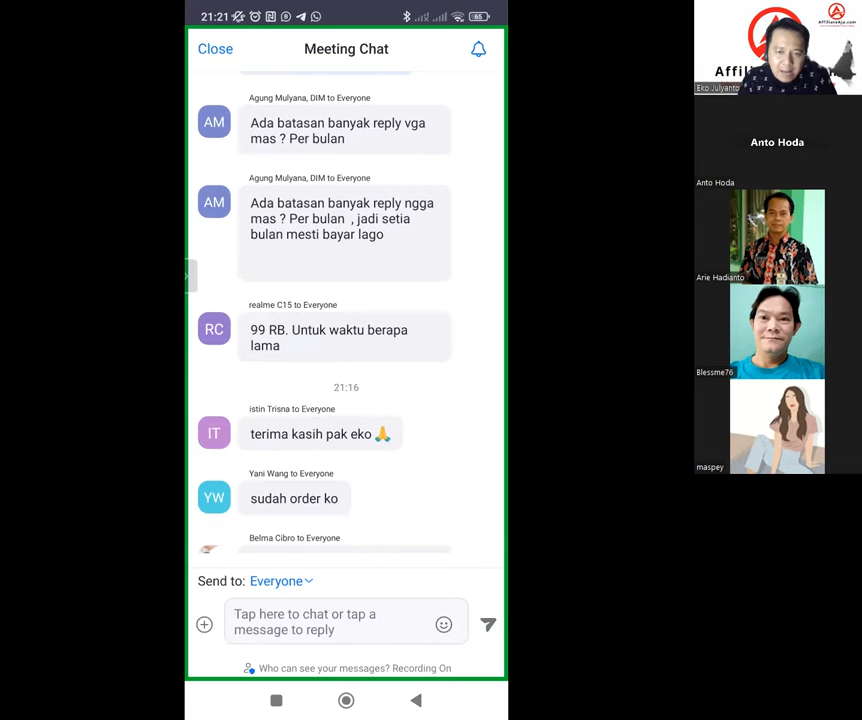 21:21
65
Close
Meeting Chat
Agung Mulyana, DIM to Everyone
AM
Ada batasan banyak reply vga
mas ? Per bulan
Agung Mulyana, DIM to Everyone
AM
Ada batasan banyak reply ngga
mas ? Per bulan , jadi setia
bulan mesti bayar lago
realme C15 to Everyone
RC
99 RB. Untuk waktu berapa
lama
21:16
istin Trisna to Everyone
IT
terima kasih pak eko 🙏
Yani Wang to Everyone
YW
sudah order ko
Belma Cibro to Everyone
Send to: Everyone
Tap here to chat or tap a
message to reply
Who can see your messages? Recording On
AffiliateAja.com
Eko Julyanto
Anto Hoda
Anto Hoda
Arie Hadianto
Blessme76
maspey